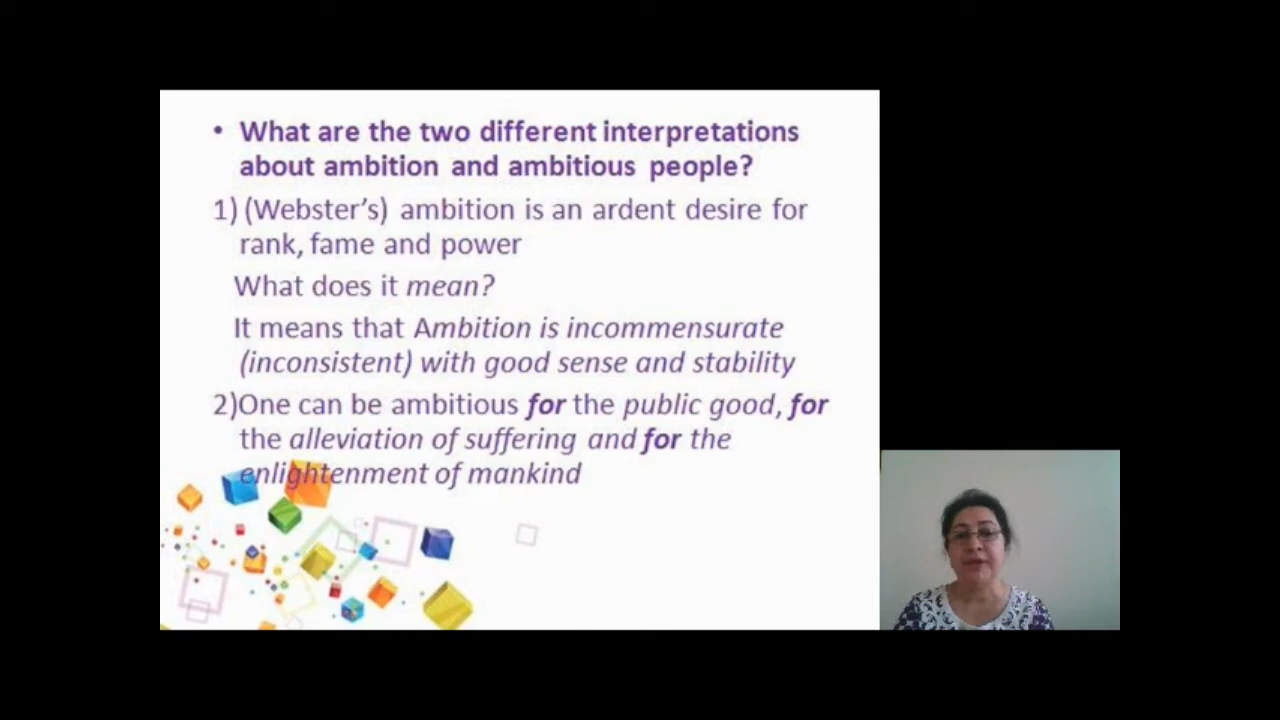 • What are the two different interpretations
about ambition and ambitious people?
1) (Webster's) ambition is an ardent desire for
rank, fame and power
What does it mean?
It means that Ambition is incommensurate
(inconsistent) with good sense and stability
2)One can be ambitious for the public good, for
the alleviation of suffering and for the
enlightenment of mankind